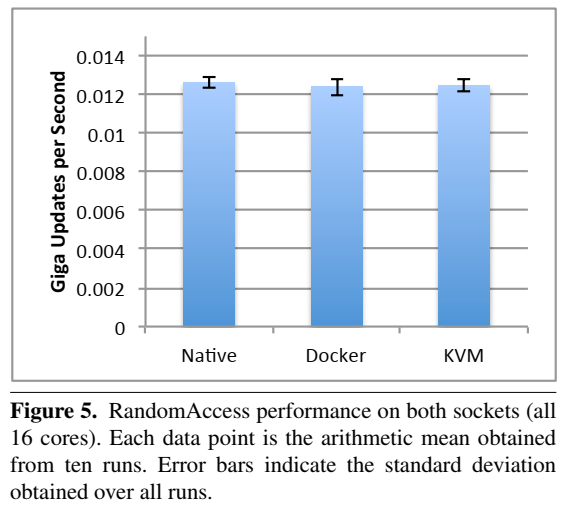 0.014
0.012
0.01
0.008
0.006
0.004
0.002
0
Giga Updates per Second
Native Docker KVM
Figure 5. RandomAccess performance on both sockets (all
16 cores). Each data point is the arithmetic mean obtained
from ten runs. Error bars indicate the standard deviation
obtained over all runs.